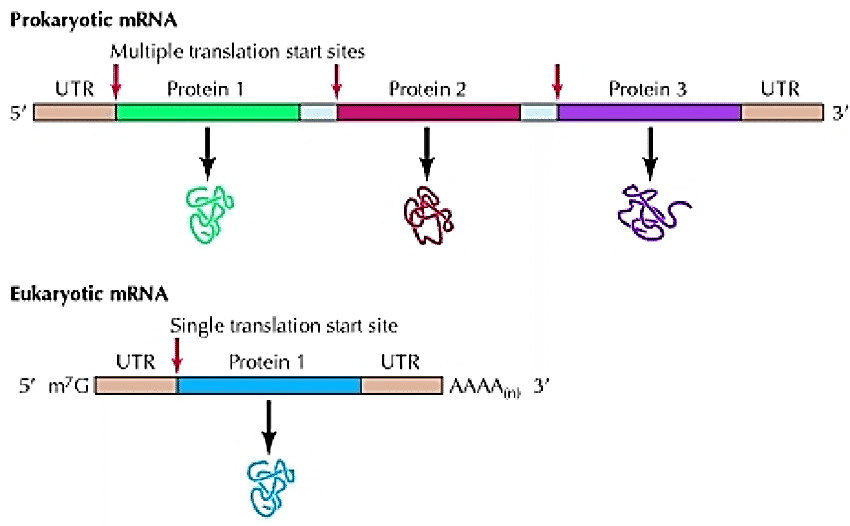 Prokaryotic mRNA
Multiple translation start sites
UTR Protein 1 Protein 2 Protein 3 UTR
5′ 3′
Eukaryotic mRNA
Single translation start site
UTR Protein 1 UTR
5′ m⁷G AAAA(n) 3′